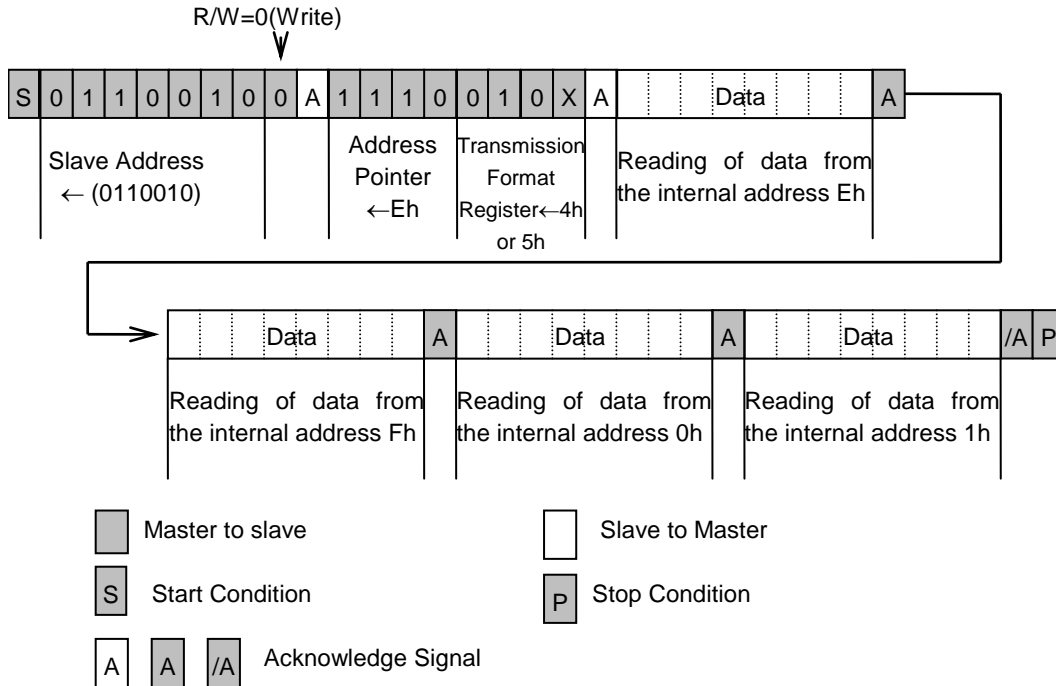 R/W=0(Write)
S 0 1 1 0 0 1 0 0 A 1 1 1 0 0 1 0 X A Data A
Slave Address
← (0110010)
Address
Pointer
←Eh
Transmission
Format
Register←4h
or 5h
Reading of data from
the internal address Eh
Data A Data A Data /A P
Reading of data from
the internal address Fh
Reading of data from
the internal address 0h
Reading of data from
the internal address 1h
Master to slave
Slave to Master
S Start Condition
P Stop Condition
A A /A Acknowledge Signal